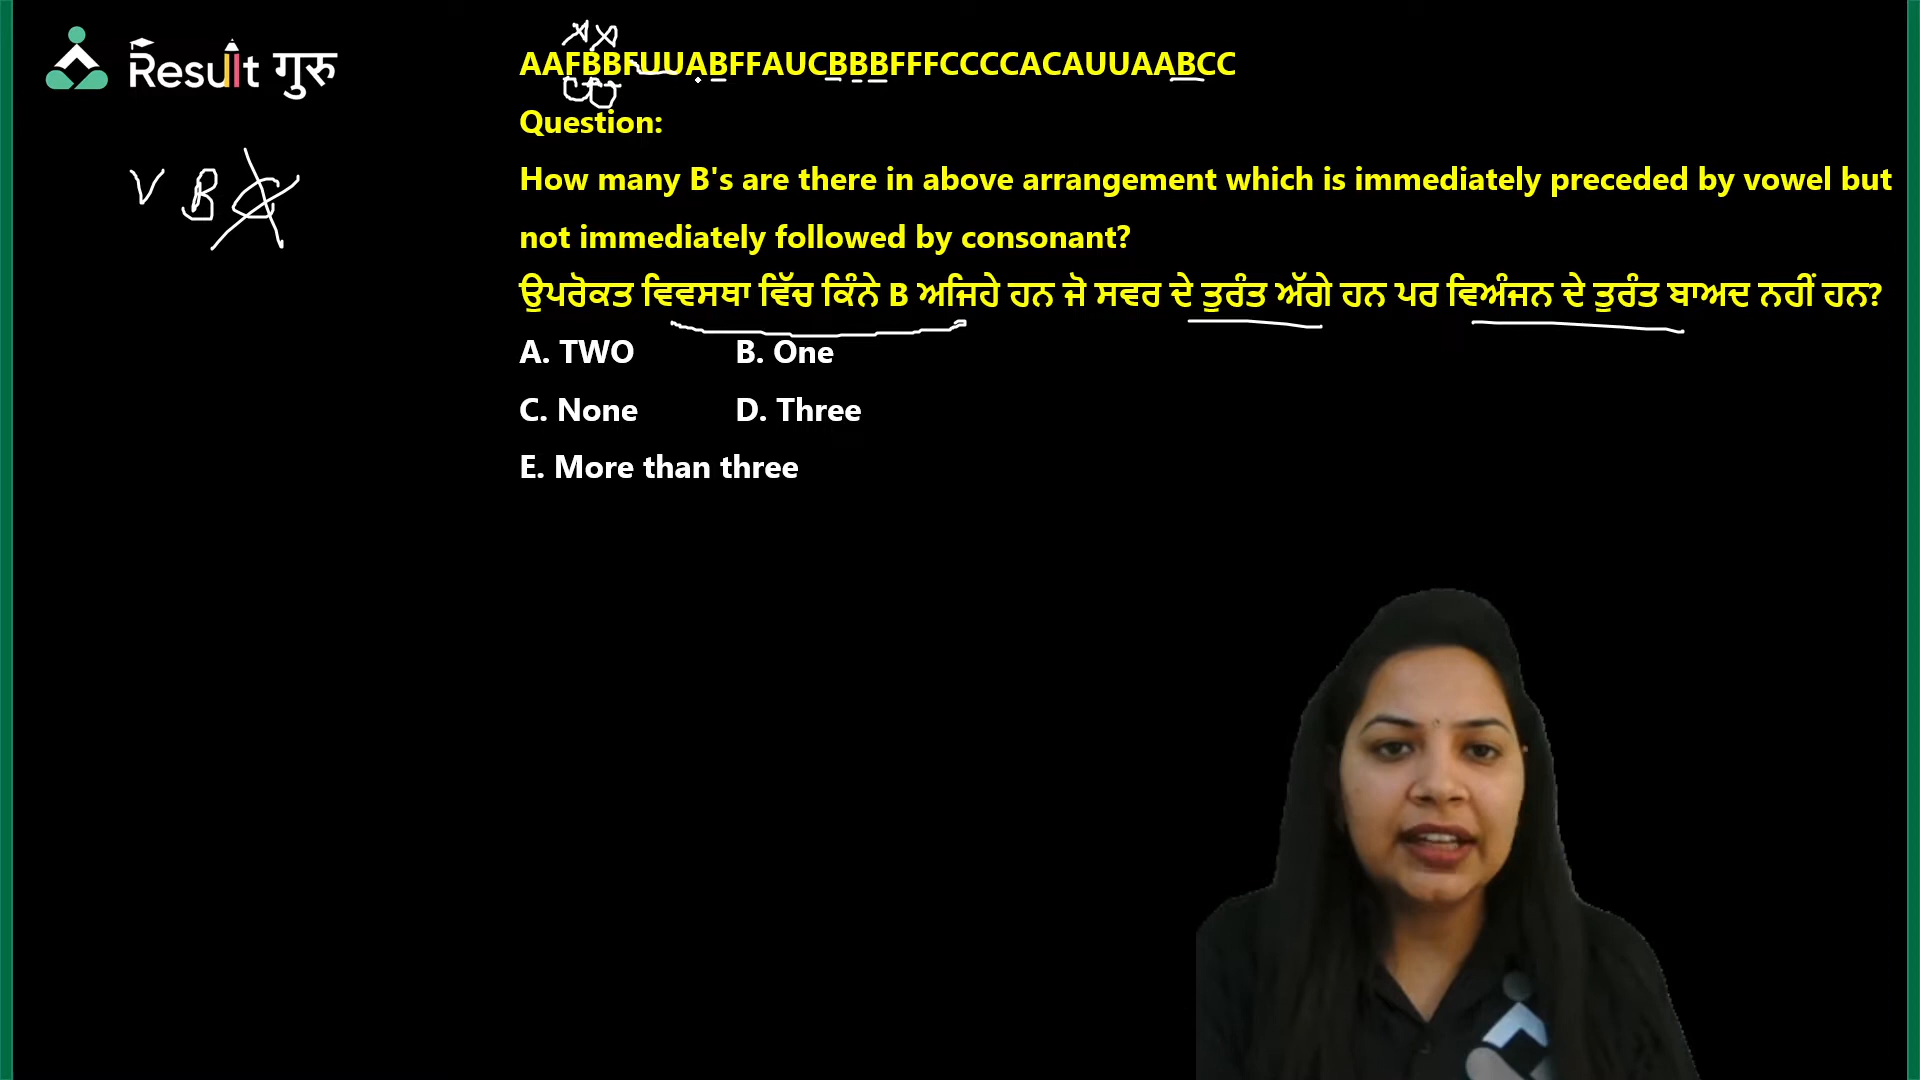 Result गुरु
AAFBBFUUABFFAUCBBBFFFCCCCACAUUAABCC
Question:
How many B's are there in above arrangement which is immediately preceded by vowel but
not immediately followed by consonant?
ਉਪਰੋਕਤ ਵਿਵਸਥਾ ਵਿੱਚ ਕਿੰਨੇ B ਅਜਿਹੇ ਹਨ ਜੋ ਸਵਰ ਦੇ ਤੁਰੰਤ ਅੱਗੇ ਹਨ ਪਰ ਵਿਅੰਜਨ ਦੇ ਤੁਰੰਤ ਬਾਅਦ ਨਹੀਂ ਹਨ?
A. TWO B. One
C. None D. Three
E. More than three
V B C